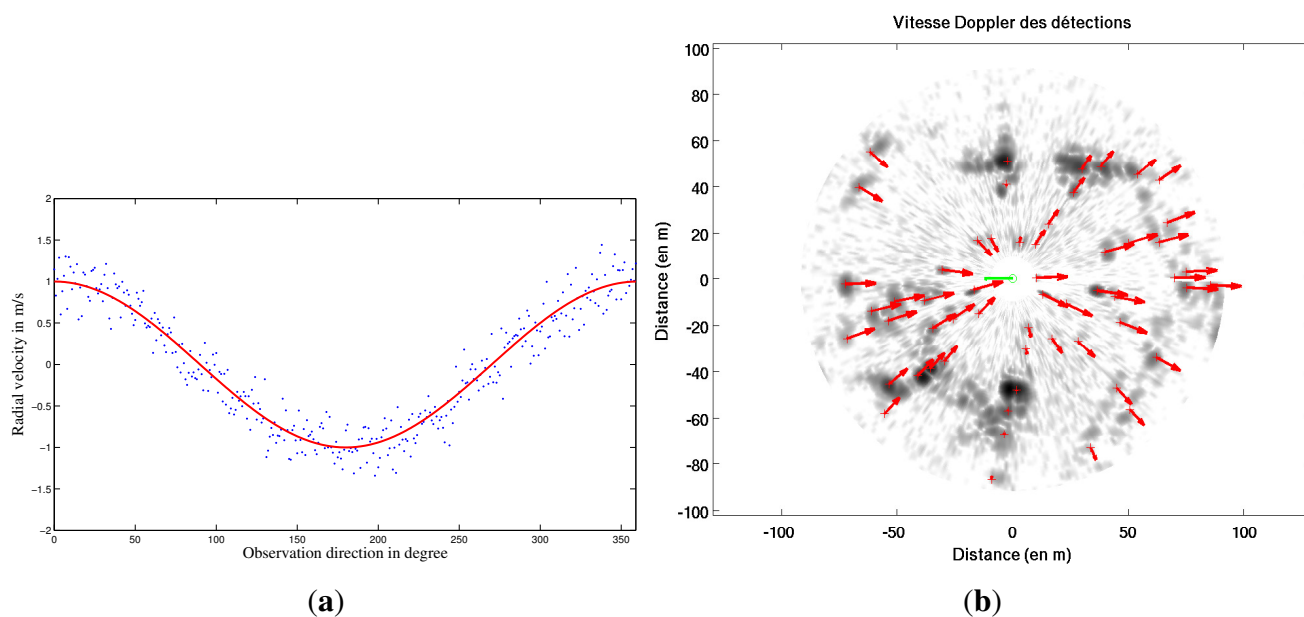 Vitesse Doppler des détections
2
1.5
1
0.5
0
−0.5
−1
−1.5
−2
0 50 100 150 200 250 300 350
Radial velocity in m/s
Observation direction in degree
(a)
100
80
60
40
20
0
-20
-40
-60
-80
-100
-100 -50 0 50 100
Distance (en m)
Distance (en m)
(b)